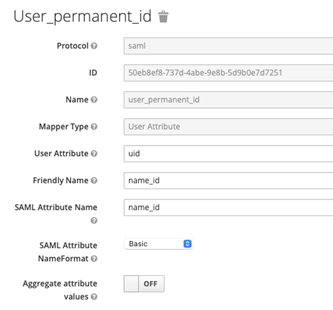 User_permanent_id
Protocol saml
ID 50eb8ef8-737d-4abe-9e8b-5d9b0e7d7251
Name user_permanent_id
Mapper Type User Attribute
User Attribute uid
Friendly Name name_id
SAML Attribute Name name_id
SAML Attribute Basic
NameFormat
Aggregate attribute OFF
values